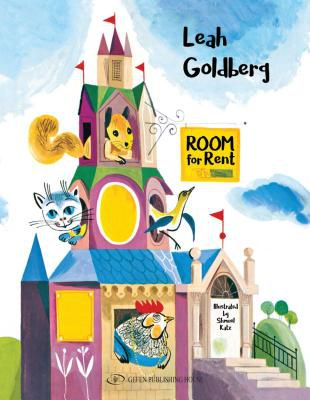 Leah
Goldberg
ROOM
for Rent
Illustrated
by
Shmuel
Katz
GEFEN PUBLISHING HOUSE